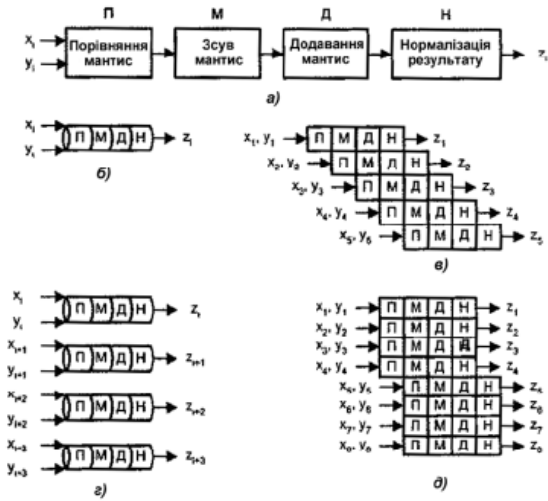 П М Д Н
xᵢ
yᵢ
Порівняння мантис
Зсув мантис
Додавання мантис
Нормалізація результату
zᵢ
а)
xᵢ
yᵢ
П М Д Н
zᵢ
б)
x₁, y₁ П М Д Н z₁
x₂, y₂ П М Л Н z₂
x₃, y₃ П М Д Н z₃
x₄, y₄ П М Д Н z₄
x₅, y₅ П М Д Н z₅
в)
xᵢ
yᵢ
П М Д Н
zᵢ
xᵢ₊₁
yᵢ₊₁
П М Д Н
zᵢ₊₁
xᵢ₊₂
yᵢ₊₂
П М Д Н
zᵢ₊₂
xᵢ₊₃
yᵢ₊₃
П М Д Н
zᵢ₊₃
г)
x₁, y₁ П М Д Н z₁
x₂, y₂ П М Д Н z₂
x₃, y₃ П М Д z₃
x₄, y₄ П М Д Н z₄
x₅, y₅ П М Д Н z₅
x₆, y₆ П М Д Н z₆
x₇, y₇ П М Д Н z₇
x₈, y₈ П М Д Н z₈
д)